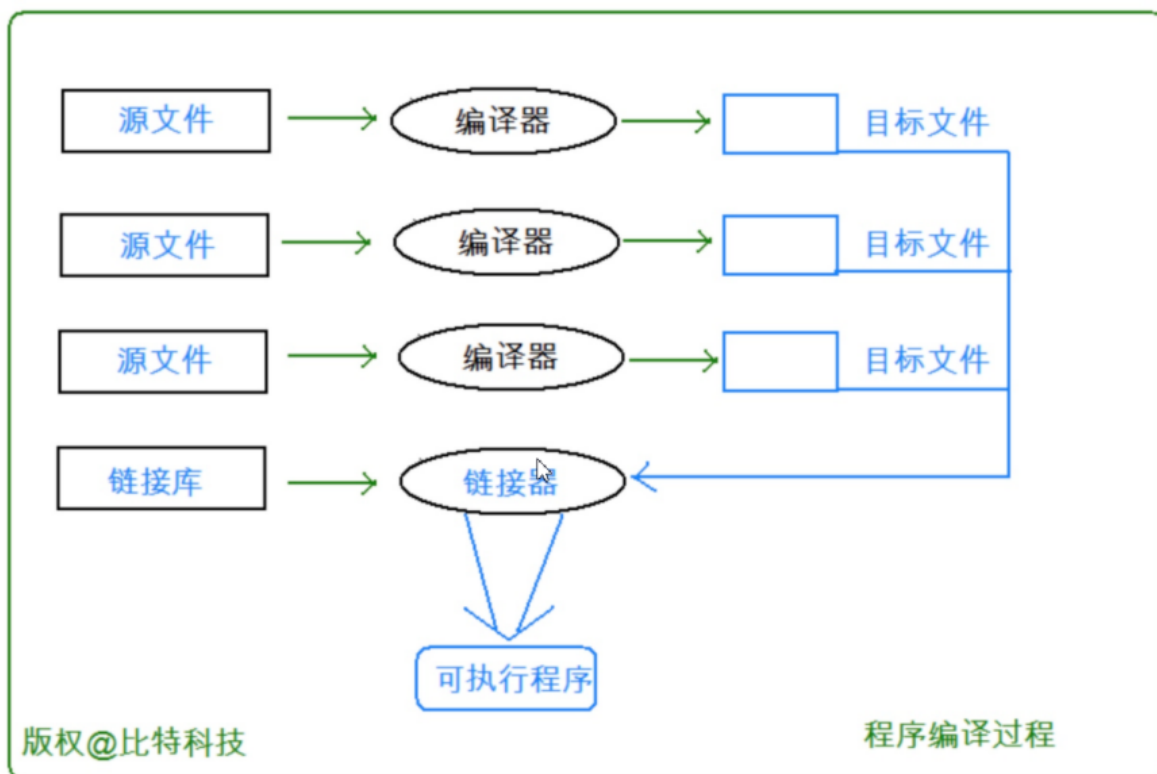 源文件 编译器 目标文件
源文件 编译器 目标文件
源文件 编译器 目标文件
链接库 链接器
可执行程序
版权@比特科技 程序编译过程